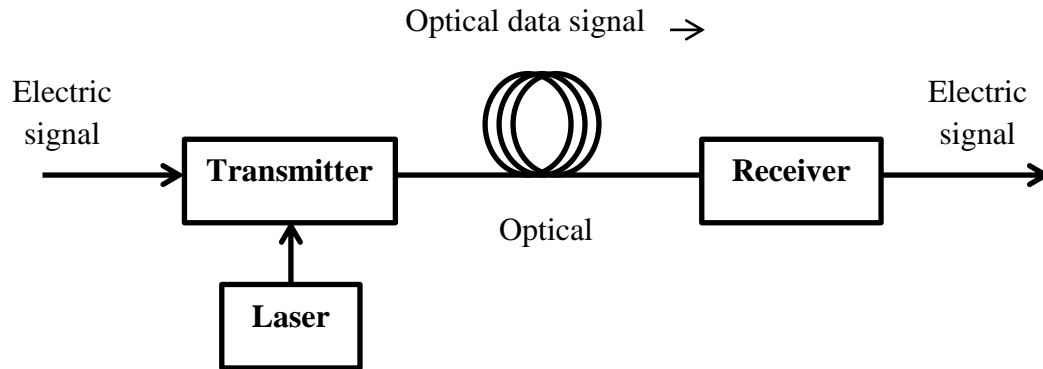 Optical data signal
Electric
signal
Electric
signal
Transmitter
Receiver
Optical
Laser